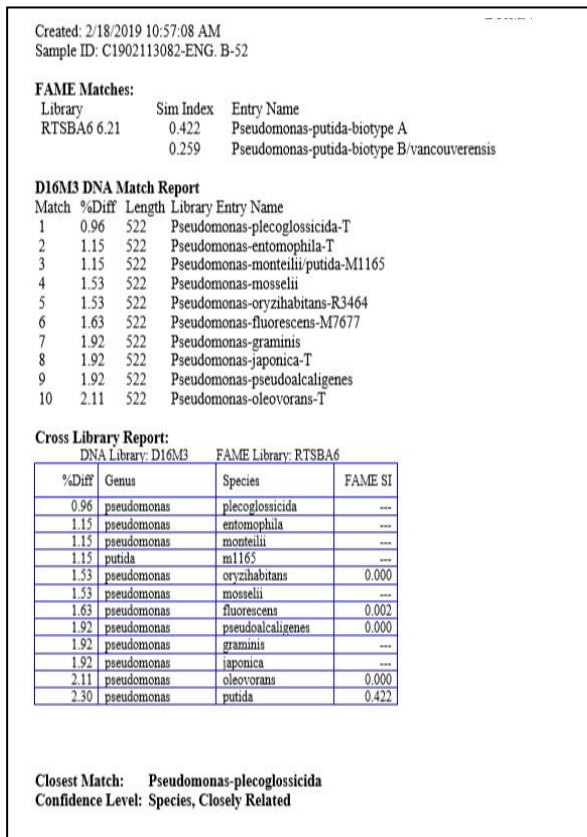 Created: 2/18/2019 10:57:08 AM
Sample ID: C1902113082-ENG. B-52
FAME Matches:
Library Sim Index Entry Name
RTSBA6 6.21 0.422 Pseudomonas-putida-biotype A
0.259 Pseudomonas-putida-biotype B/vancouverensis
D16M3 DNA Match Report
Match %Diff Length Library Entry Name
1 0.96 522 Pseudomonas-plecoglossicida-T
2 1.15 522 Pseudomonas-entomophila-T
3 1.15 522 Pseudomonas-monteilii/putida-M1165
4 1.53 522 Pseudomonas-mosselii
5 1.53 522 Pseudomonas-oryzihabitans-R3464
6 1.63 522 Pseudomonas-fluorescens-M7677
7 1.92 522 Pseudomonas-graminis
8 1.92 522 Pseudomonas-japonica-T
9 1.92 522 Pseudomonas-pseudoalcaligenes
10 2.11 522 Pseudomonas-oleovorans-T
Cross Library Report:
DNA Library: D16M3 FAME Library: RTSBA6
%Diff Genus Species FAME SI
0.96 pseudomonas plecoglossicida ---
1.15 pseudomonas entomophila ---
1.15 pseudomonas monteilii ---
1.15 putida m1165 ---
1.53 pseudomonas oryzihabitans 0.000
1.53 pseudomonas mosselii ---
1.63 pseudomonas fluorescens 0.002
1.92 pseudomonas pseudoalcaligenes 0.000
1.92 pseudomonas graminis ---
1.92 pseudomonas japonica ---
2.11 pseudomonas oleovorans 0.000
2.30 pseudomonas putida 0.422
Closest Match: Pseudomonas-plecoglossicida
Confidence Level: Species, Closely Related